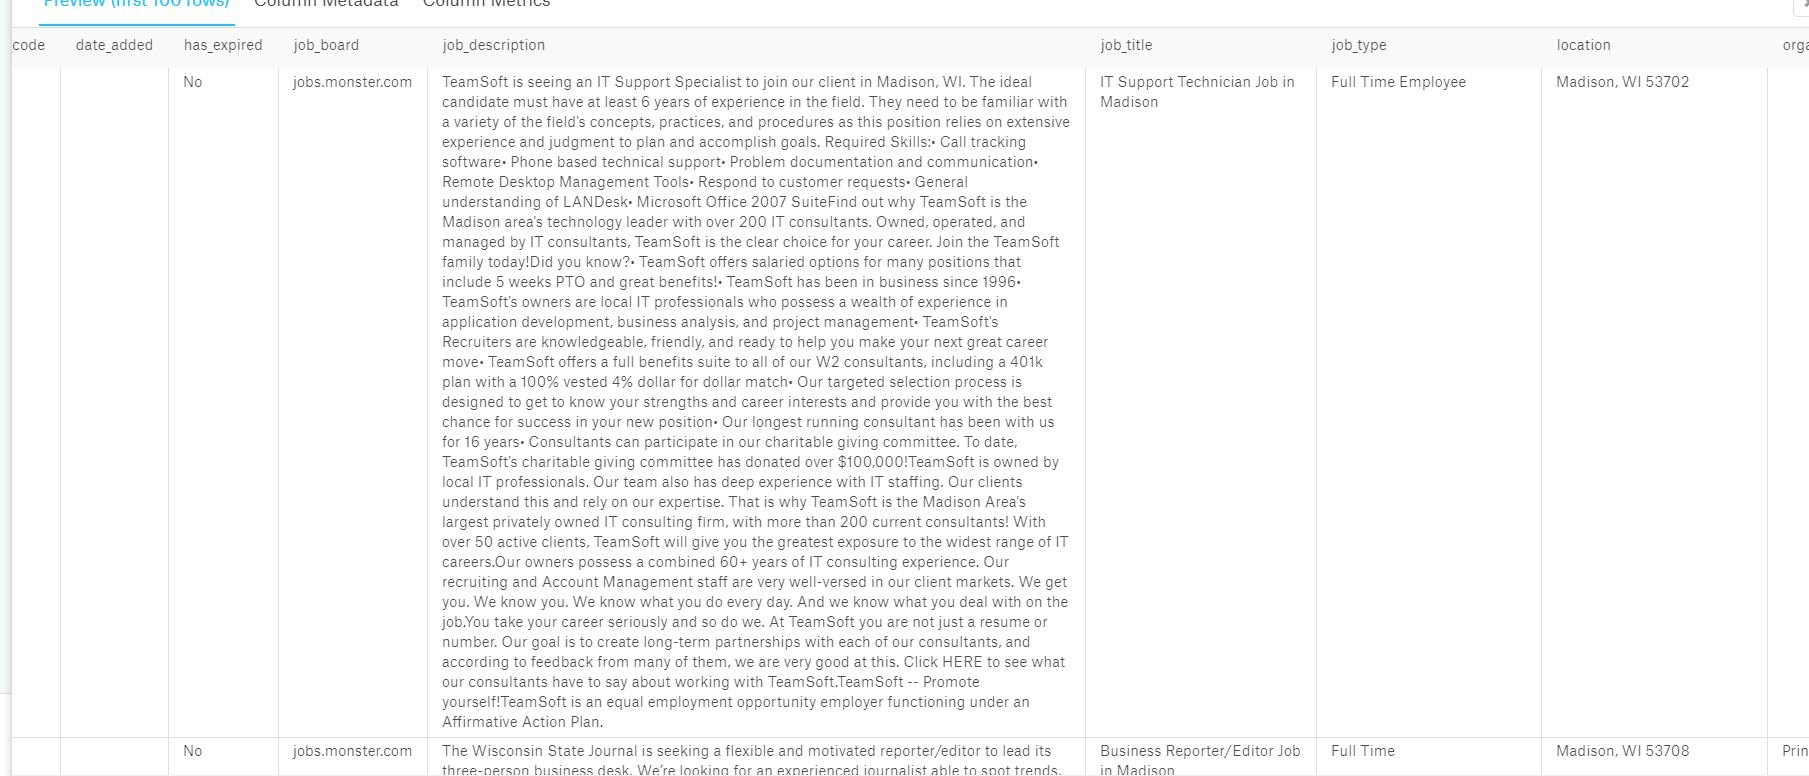 Preview (first 100 rows) Column Metadata Column Metrics
code date_added has_expired job_board job_description job_title job_type location orga
No jobs.monster.com TeamSoft is seeing an IT Support Specialist to join our client in Madison, WI. The ideal IT Support Technician Job in Full Time Employee Madison, WI 53702
candidate must have at least 6 years of experience in the field. They need to be familiar with Madison
a variety of the field's concepts, practices, and procedures as this position relies on extensive
experience and judgment to plan and accomplish goals. Required Skills:• Call tracking
software• Phone based technical support• Problem documentation and communication•
Remote Desktop Management Tools• Respond to customer requests• General
understanding of LANDesk• Microsoft Office 2007 SuiteFind out why TeamSoft is the
Madison area's technology leader with over 200 IT consultants. Owned, operated, and
managed by IT consultants, TeamSoft is the clear choice for your career. Join the TeamSoft
family today!Did you know?• TeamSoft offers salaried options for many positions that
include 5 weeks PTO and great benefits!• TeamSoft has been in business since 1996•
TeamSoft's owners are local IT professionals who possess a wealth of experience in
application development, business analysis, and project management• TeamSoft's
Recruiters are knowledgeable, friendly, and ready to help you make your next great career
move• TeamSoft offers a full benefits suite to all of our W2 consultants, including a 401k
plan with a 100% vested 4% dollar for dollar match• Our targeted selection process is
designed to get to know your strengths and career interests and provide you with the best
chance for success in your new position• Our longest running consultant has been with us
for 16 years• Consultants can participate in our charitable giving committee. To date,
TeamSoft's charitable giving committee has donated over $100,000!TeamSoft is owned by
local IT professionals. Our team also has deep experience with IT staffing. Our clients
understand this and rely on our expertise. That is why TeamSoft is the Madison Area's
largest privately owned IT consulting firm, with more than 200 current consultants! With
over 50 active clients, TeamSoft will give you the greatest exposure to the widest range of IT
careers.Our owners possess a combined 60+ years of IT consulting experience. Our
recruiting and Account Management staff are very well-versed in our client markets. We get
you. We know you. We know what you do every day. And we know what you deal with on the
job.You take your career seriously and so do we. At TeamSoft you are not just a resume or
number. Our goal is to create long-term partnerships with each of our consultants, and
according to feedback from many of them, we are very good at this. Click HERE to see what
our consultants have to say about working with TeamSoft.TeamSoft -- Promote
yourself!TeamSoft is an equal employment opportunity employer functioning under an
Affirmative Action Plan.
No jobs.monster.com The Wisconsin State Journal is seeking a flexible and motivated reporter/editor to lead its Business Reporter/Editor Job Full Time Madison, WI 53708 Prin
three-person business desk. We're looking for an experienced journalist able to spot trends, in Madison